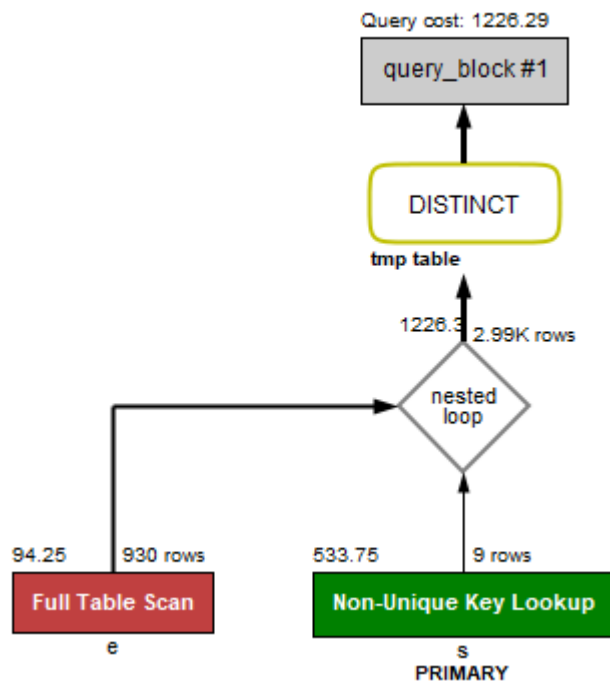 Query cost: 1226.29
query_block #1
DISTINCT
tmp table
1226.3
2.99K rows
nested
loop
94.25
930 rows
533.75
9 rows
Full Table Scan
Non-Unique Key Lookup
e
s
PRIMARY